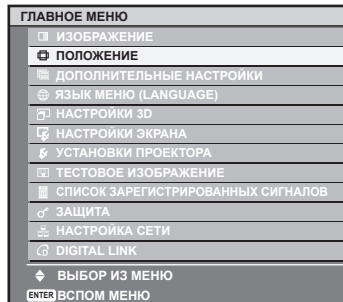 ГЛАВНОЕ МЕНЮ
ИЗОБРАЖЕНИЕ
ПОЛОЖЕНИЕ
ДОПОЛНИТЕЛЬНЫЕ НАСТРОЙКИ
ЯЗЫК МЕНЮ (LANGUAGE)
НАСТРОЙКИ 3D
НАСТРОЙКИ ЭКРАНА
УСТАНОВКИ ПРОЕКТОРА
ТЕСТОВОЕ ИЗОБРАЖЕНИЕ
СПИСОК ЗАРЕГИСТРИРОВАННЫХ СИГНАЛОВ
ЗАЩИТА
НАСТРОЙКА СЕТИ
DIGITAL LINK
ВЫБОР ИЗ МЕНЮ
ENTER ВСПОМ МЕНЮ